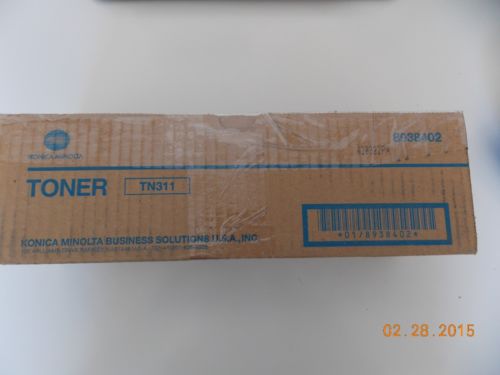 KONICA MINOLTA
8938402
TONER
TN311
KONICA MINOLTA BUSINESS SOLUTIONS U.S.A., INC.
*01/8938402*
02.28.2015